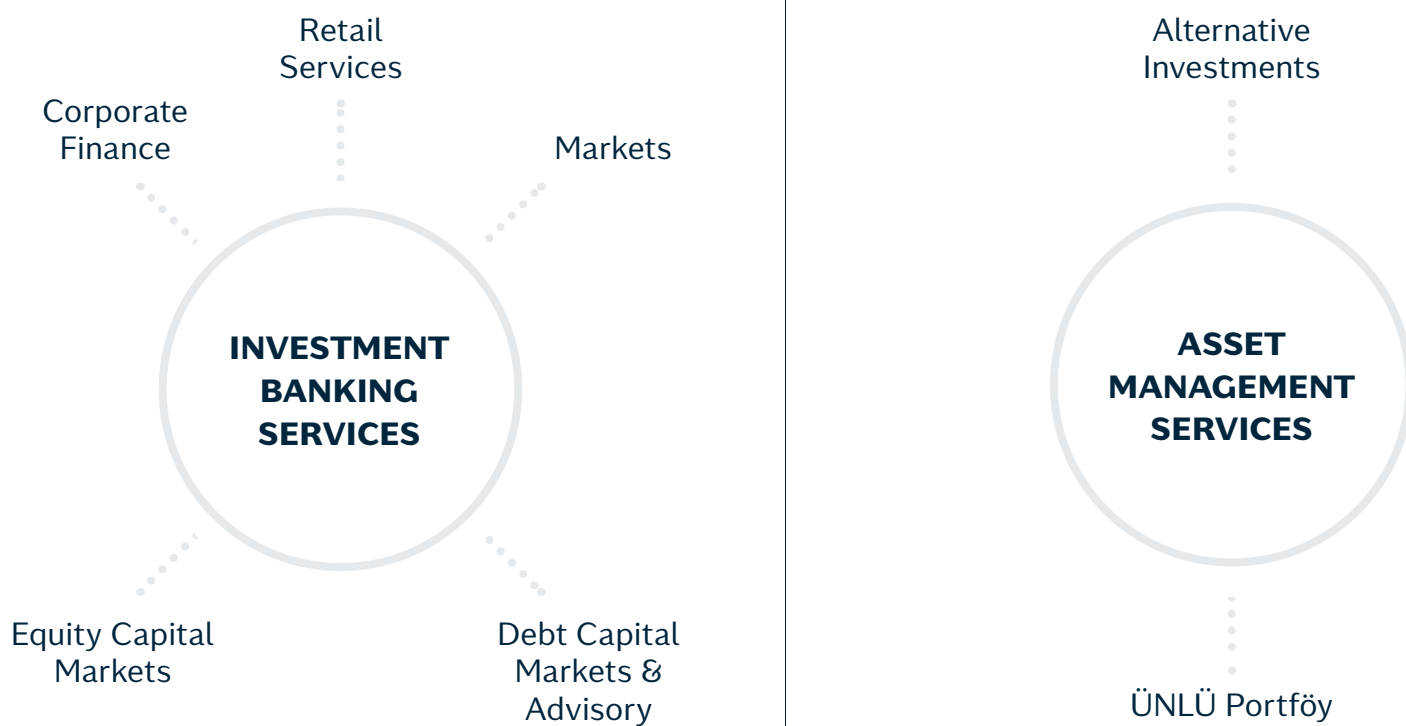 Retail
Services
Corporate
Finance
Markets
INVESTMENT
BANKING
SERVICES
Equity Capital
Markets
Debt Capital
Markets &
Advisory
Alternative
Investments
ASSET
MANAGEMENT
SERVICES
ÜNLÜ Portföy